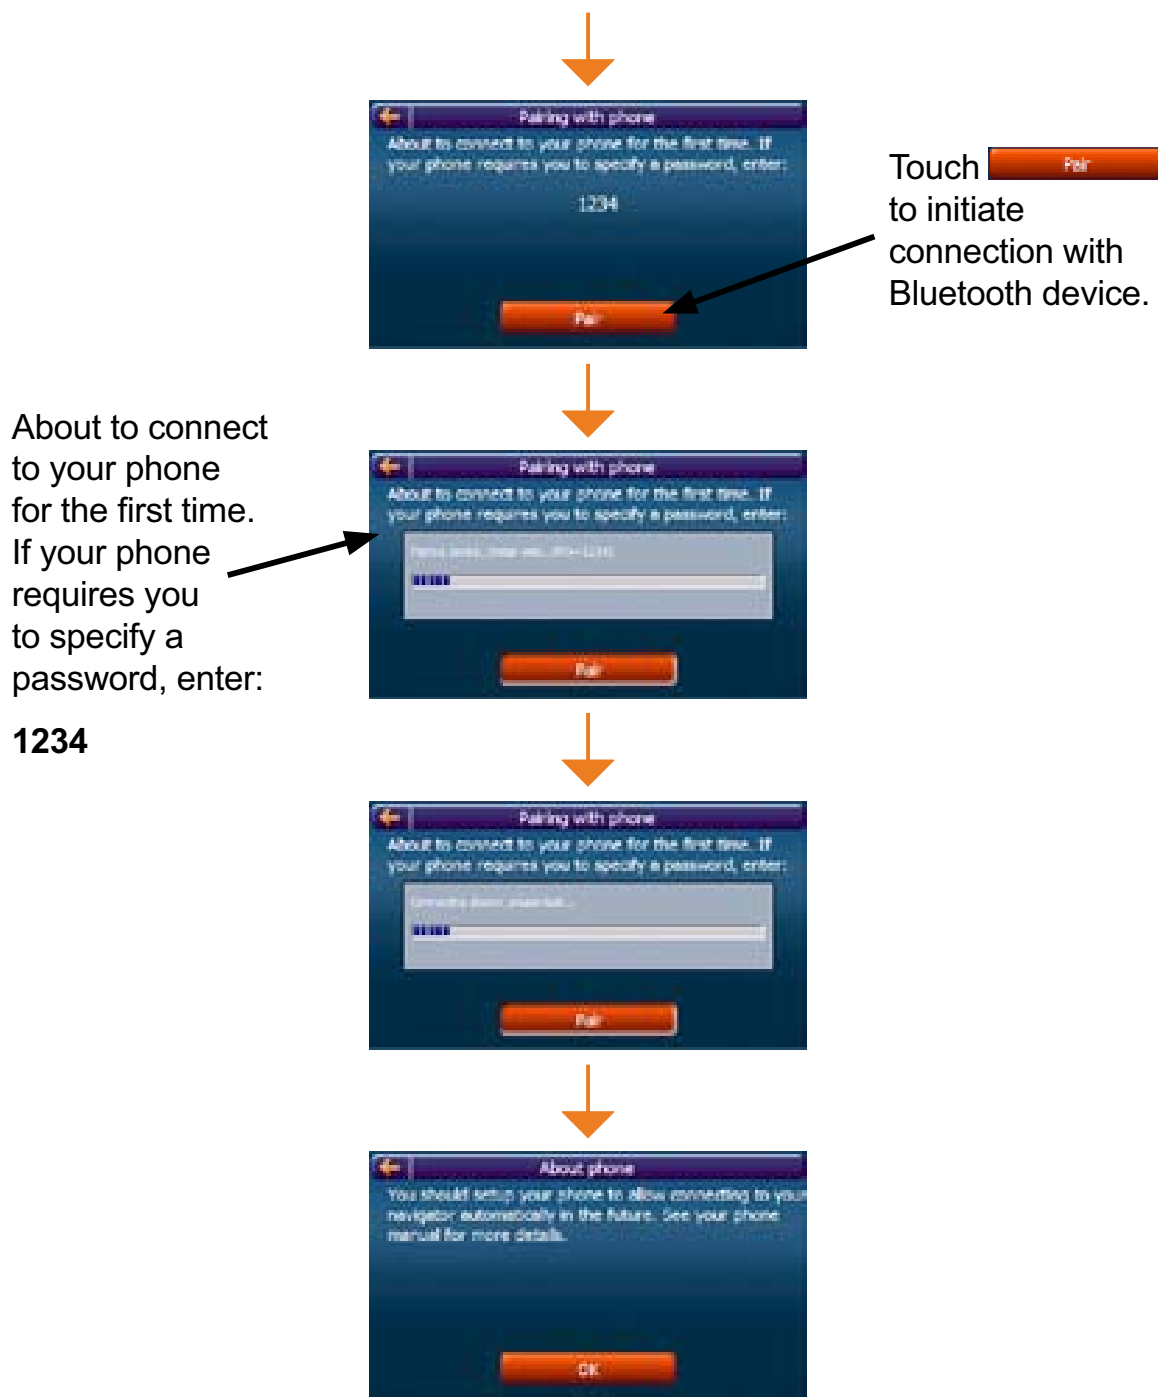 Pairing with phone
About to connect to your phone for the first time. If
your phone requires you to specify a password, enter:
1234
Pair
Touch Pair
to initiate
connection with
Bluetooth device.
About to connect
to your phone
for the first time.
If your phone
requires you
to specify a
password, enter:
1234
Pairing with phone
About to connect to your phone for the first time. If
your phone requires you to specify a password, enter:
Pair
Pairing with phone
About to connect to your phone for the first time. If
your phone requires you to specify a password, enter:
Pair
About phone
You should setup your phone to allow connecting to your
navigator automatically in the future. See your phone
manual for more details.
OK